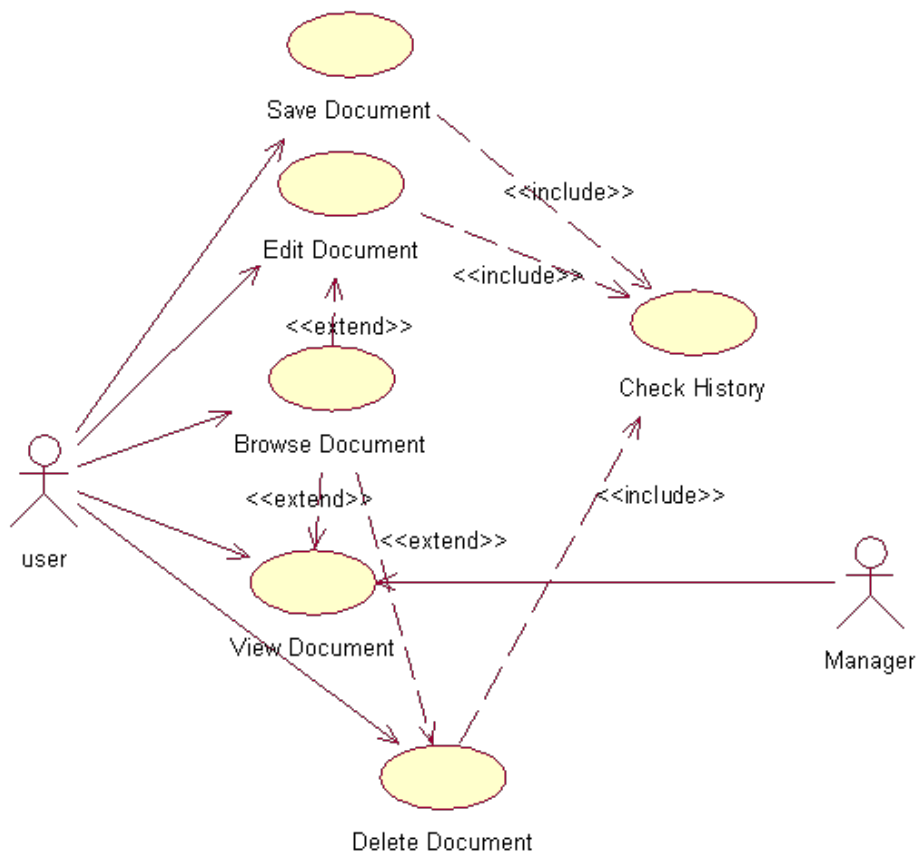 Save Document
<<include>>
Edit Document
<<include>>
<<extend>>
Check History
Browse Document
<<extend>>
<<include>>
<<extend>>
user
View Document
Manager
Delete Document